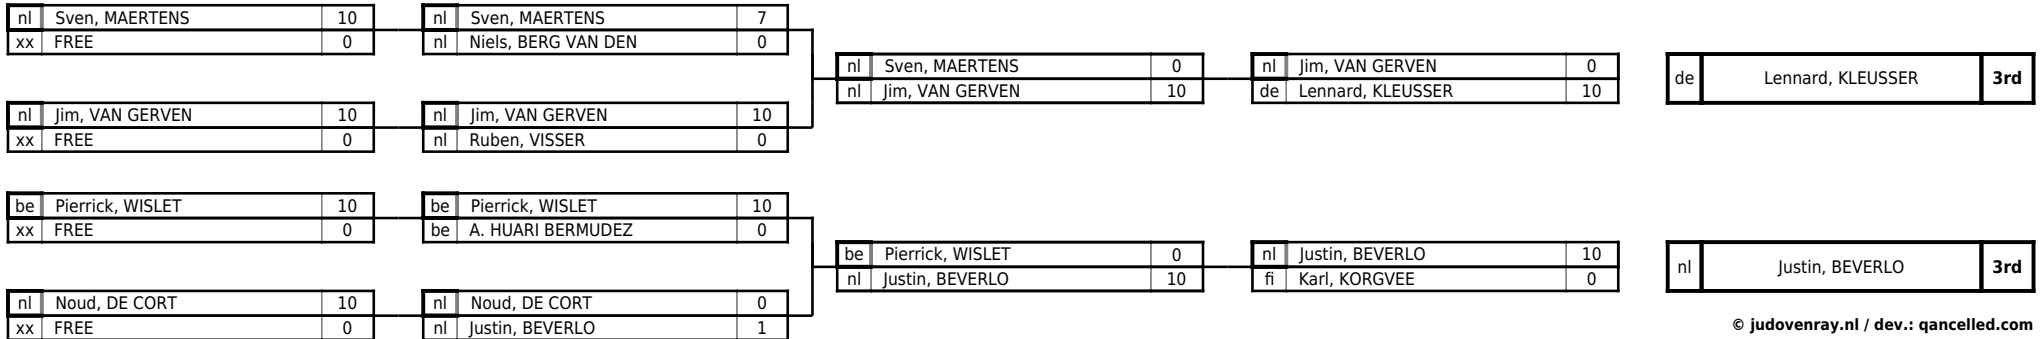 nl Sven, MAERTENS 10
xx FREE 0
nl Sven, MAERTENS 7
nl Niels, BERG VAN DEN 0
nl Jim, VAN GERVEN 10
xx FREE 0
nl Jim, VAN GERVEN 10
nl Ruben, VISSER 0
nl Sven, MAERTENS 0
nl Jim, VAN GERVEN 10
nl Jim, VAN GERVEN 0
de Lennard, KLEUSSER 10
de Lennard, KLEUSSER 3rd
be Pierrick, WISLET 10
xx FREE 0
be Pierrick, WISLET 10
be A. HUARI BERMUDEZ 0
nl Noud, DE CORT 10
xx FREE 0
nl Noud, DE CORT 0
nl Justin, BEVERLO 1
be Pierrick, WISLET 0
nl Justin, BEVERLO 10
nl Justin, BEVERLO 10
fi Karl, KORGVEE 0
nl Justin, BEVERLO 3rd
© judovenray.nl / dev.: qancelled.com